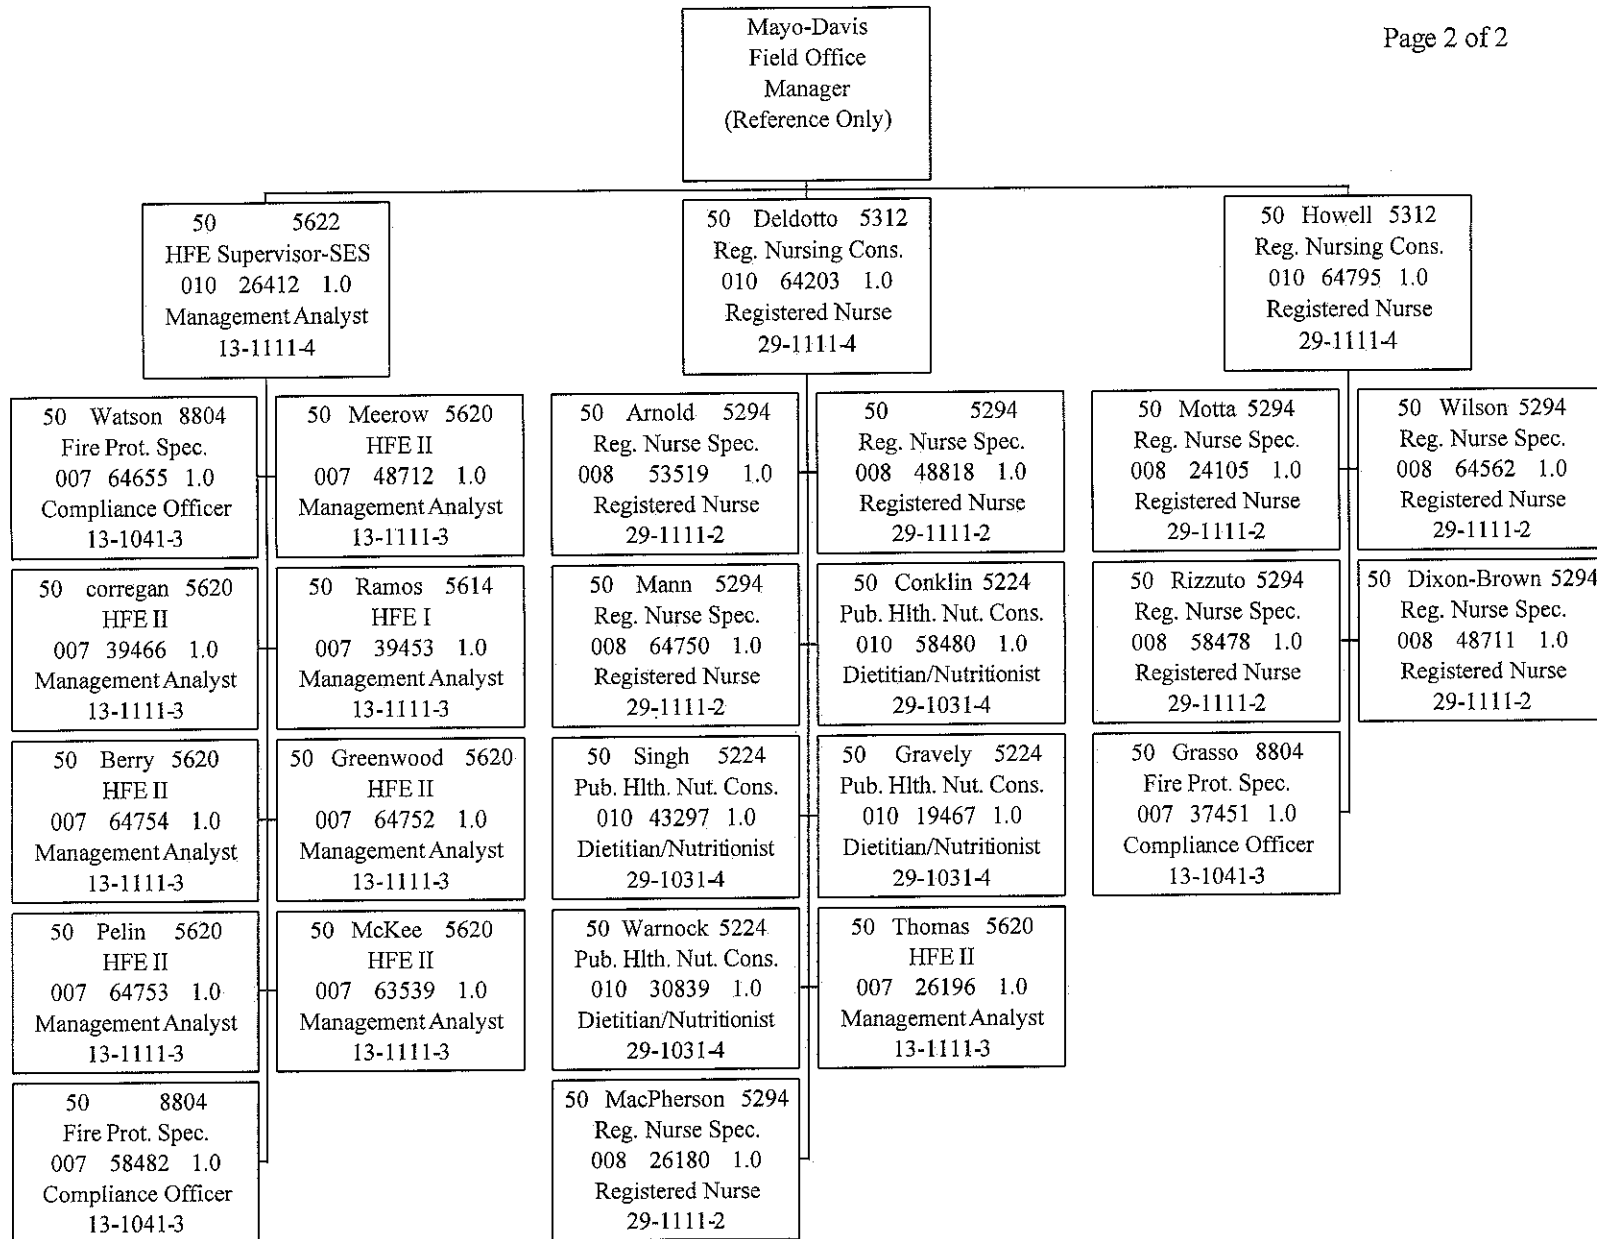 Page 2 of 2
Mayo-Davis
Field Office
Manager
(Reference Only)
50 5622
HFE Supervisor-SES
010 26412 1.0
Management Analyst
13-1111-4
50 Deldotto 5312
Reg. Nursing Cons.
010 64203 1.0
Registered Nurse
29-1111-4
50 Howell 5312
Reg. Nursing Cons.
010 64795 1.0
Registered Nurse
29-1111-4
50 Watson 8804
Fire Prot. Spec.
007 64655 1.0
Compliance Officer
13-1041-3
50 Meerow 5620
HFE II
007 48712 1.0
Management Analyst
13-1111-3
50 Arnold 5294
Reg. Nurse Spec.
008 53519 1.0
Registered Nurse
29-1111-2
50 5294
Reg. Nurse Spec.
008 48818 1.0
Registered Nurse
29-1111-2
50 Motta 5294
Reg. Nurse Spec.
008 24105 1.0
Registered Nurse
29-1111-2
50 Wilson 5294
Reg. Nurse Spec.
008 64562 1.0
Registered Nurse
29-1111-2
50 corregan 5620
HFE II
007 39466 1.0
Management Analyst
13-1111-3
50 Ramos 5614
HFE I
007 39453 1.0
Management Analyst
13-1111-3
50 Mann 5294
Reg. Nurse Spec.
008 64750 1.0
Registered Nurse
29-1111-2
50 Conklin 5224
Pub. Hlth. Nut. Cons.
010 58480 1.0
Dietitian/Nutritionist
29-1031-4
50 Rizzuto 5294
Reg. Nurse Spec.
008 58478 1.0
Registered Nurse
29-1111-2
50 Dixon-Brown 5294
Reg. Nurse Spec.
008 48711 1.0
Registered Nurse
29-1111-2
50 Berry 5620
HFE II
007 64754 1.0
Management Analyst
13-1111-3
50 Greenwood 5620
HFE II
007 64752 1.0
Management Analyst
13-1111-3
50 Singh 5224
Pub. Hlth. Nut. Cons.
010 43297 1.0
Dietitian/Nutritionist
29-1031-4
50 Gravely 5224
Pub. Hlth. Nut. Cons.
010 19467 1.0
Dietitian/Nutritionist
29-1031-4
50 Grasso 8804
Fire Prot. Spec.
007 37451 1.0
Compliance Officer
13-1041-3
50 Pelin 5620
HFE II
007 64753 1.0
Management Analyst
13-1111-3
50 McKee 5620
HFE II
007 63539 1.0
Management Analyst
13-1111-3
50 Warnock 5224
Pub. Hlth. Nut. Cons.
010 30839 1.0
Dietitian/Nutritionist
29-1031-4
50 Thomas 5620
HFE II
007 26196 1.0
Management Analyst
13-1111-3
50 8804
Fire Prot. Spec.
007 58482 1.0
Compliance Officer
13-1041-3
50 MacPherson 5294
Reg. Nurse Spec.
008 26180 1.0
Registered Nurse
29-1111-2